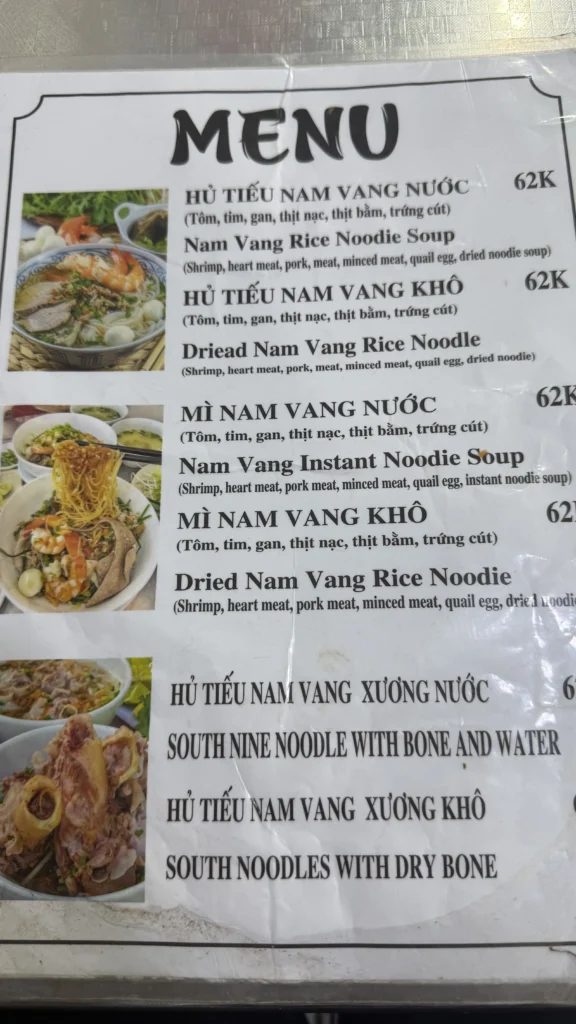 MENU
HỦ TIẾU NAM VANG NƯỚC 62K
(Tôm, tim, gan, thịt nạc, thịt bằm, trứng cút)
Nam Vang Rice Noodie Soup
(Shrimp, heart meat, pork, meat, minced meat, quail egg, dried noodie soup)
HỦ TIẾU NAM VANG KHÔ 62K
(Tôm, tim, gan, thịt nạc, thịt bằm, trứng cút)
Driead Nam Vang Rice Noodle
(Shrimp, heart meat, pork, meat, minced meat, quail egg, dried noodie)
MÌ NAM VANG NƯỚC 62K
(Tôm, tim, gan, thịt nạc, thịt bằm, trứng cút)
Nam Vang Instant Noodie Soup
(Shrimp, heart meat, pork meat, minced meat, quail egg, instant noodie soup)
MÌ NAM VANG KHÔ 62
(Tôm, tim, gan, thịt nạc, thịt bằm, trứng cút)
Dried Nam Vang Rice Noodie
(Shrimp, heart meat, pork meat, minced meat, quail egg, dried noodie
HỦ TIẾU NAM VANG XƯƠNG NƯỚC
SOUTH NINE NOODLE WITH BONE AND WATER
HỦ TIẾU NAM VANG XƯƠNG KHÔ
SOUTH NOODLES WITH DRY BONE